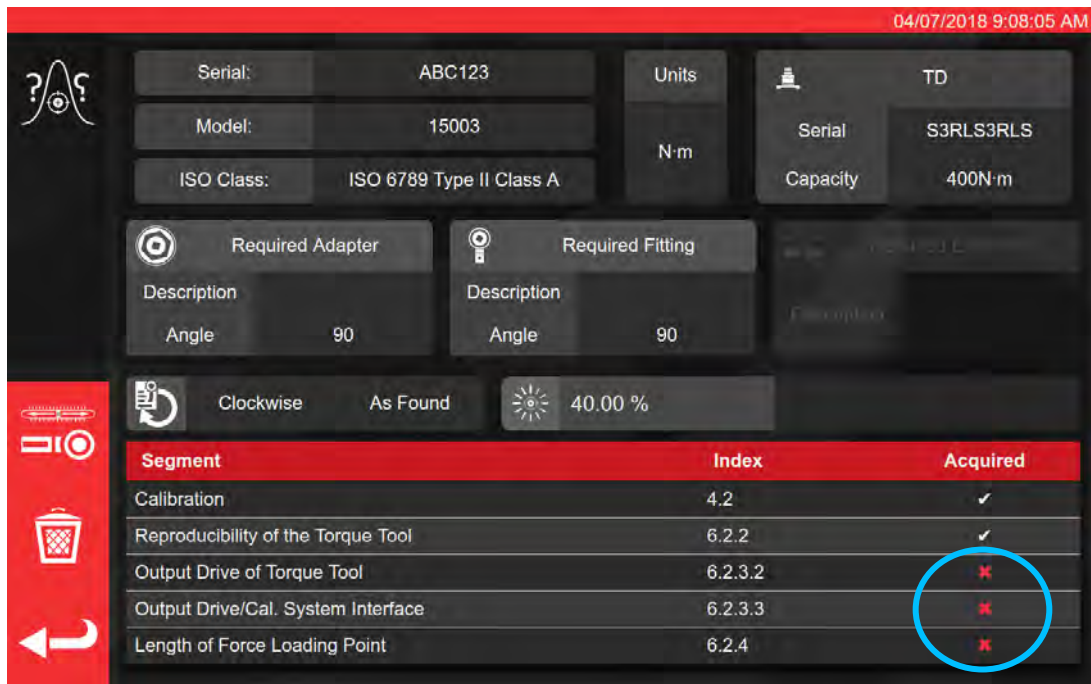 04/07/2018 9:08:05 AM
Serial: ABC123
Model: 15003
ISO Class: ISO 6789 Type II Class A
Units
N·m
TD
Serial S3RLS3RLS
Capacity 400N·m
Required Adapter
Description
Angle 90
Required Fitting
Description
Angle 90
Description
Clockwise As Found
40.00 %
Segment Index Acquired
Calibration 4.2 ✔
Reproducibility of the Torque Tool 6.2.2 ✔
Output Drive of Torque Tool 6.2.3.2 ✖
Output Drive/Cal. System Interface 6.2.3.3 ✖
Length of Force Loading Point 6.2.4 ✖